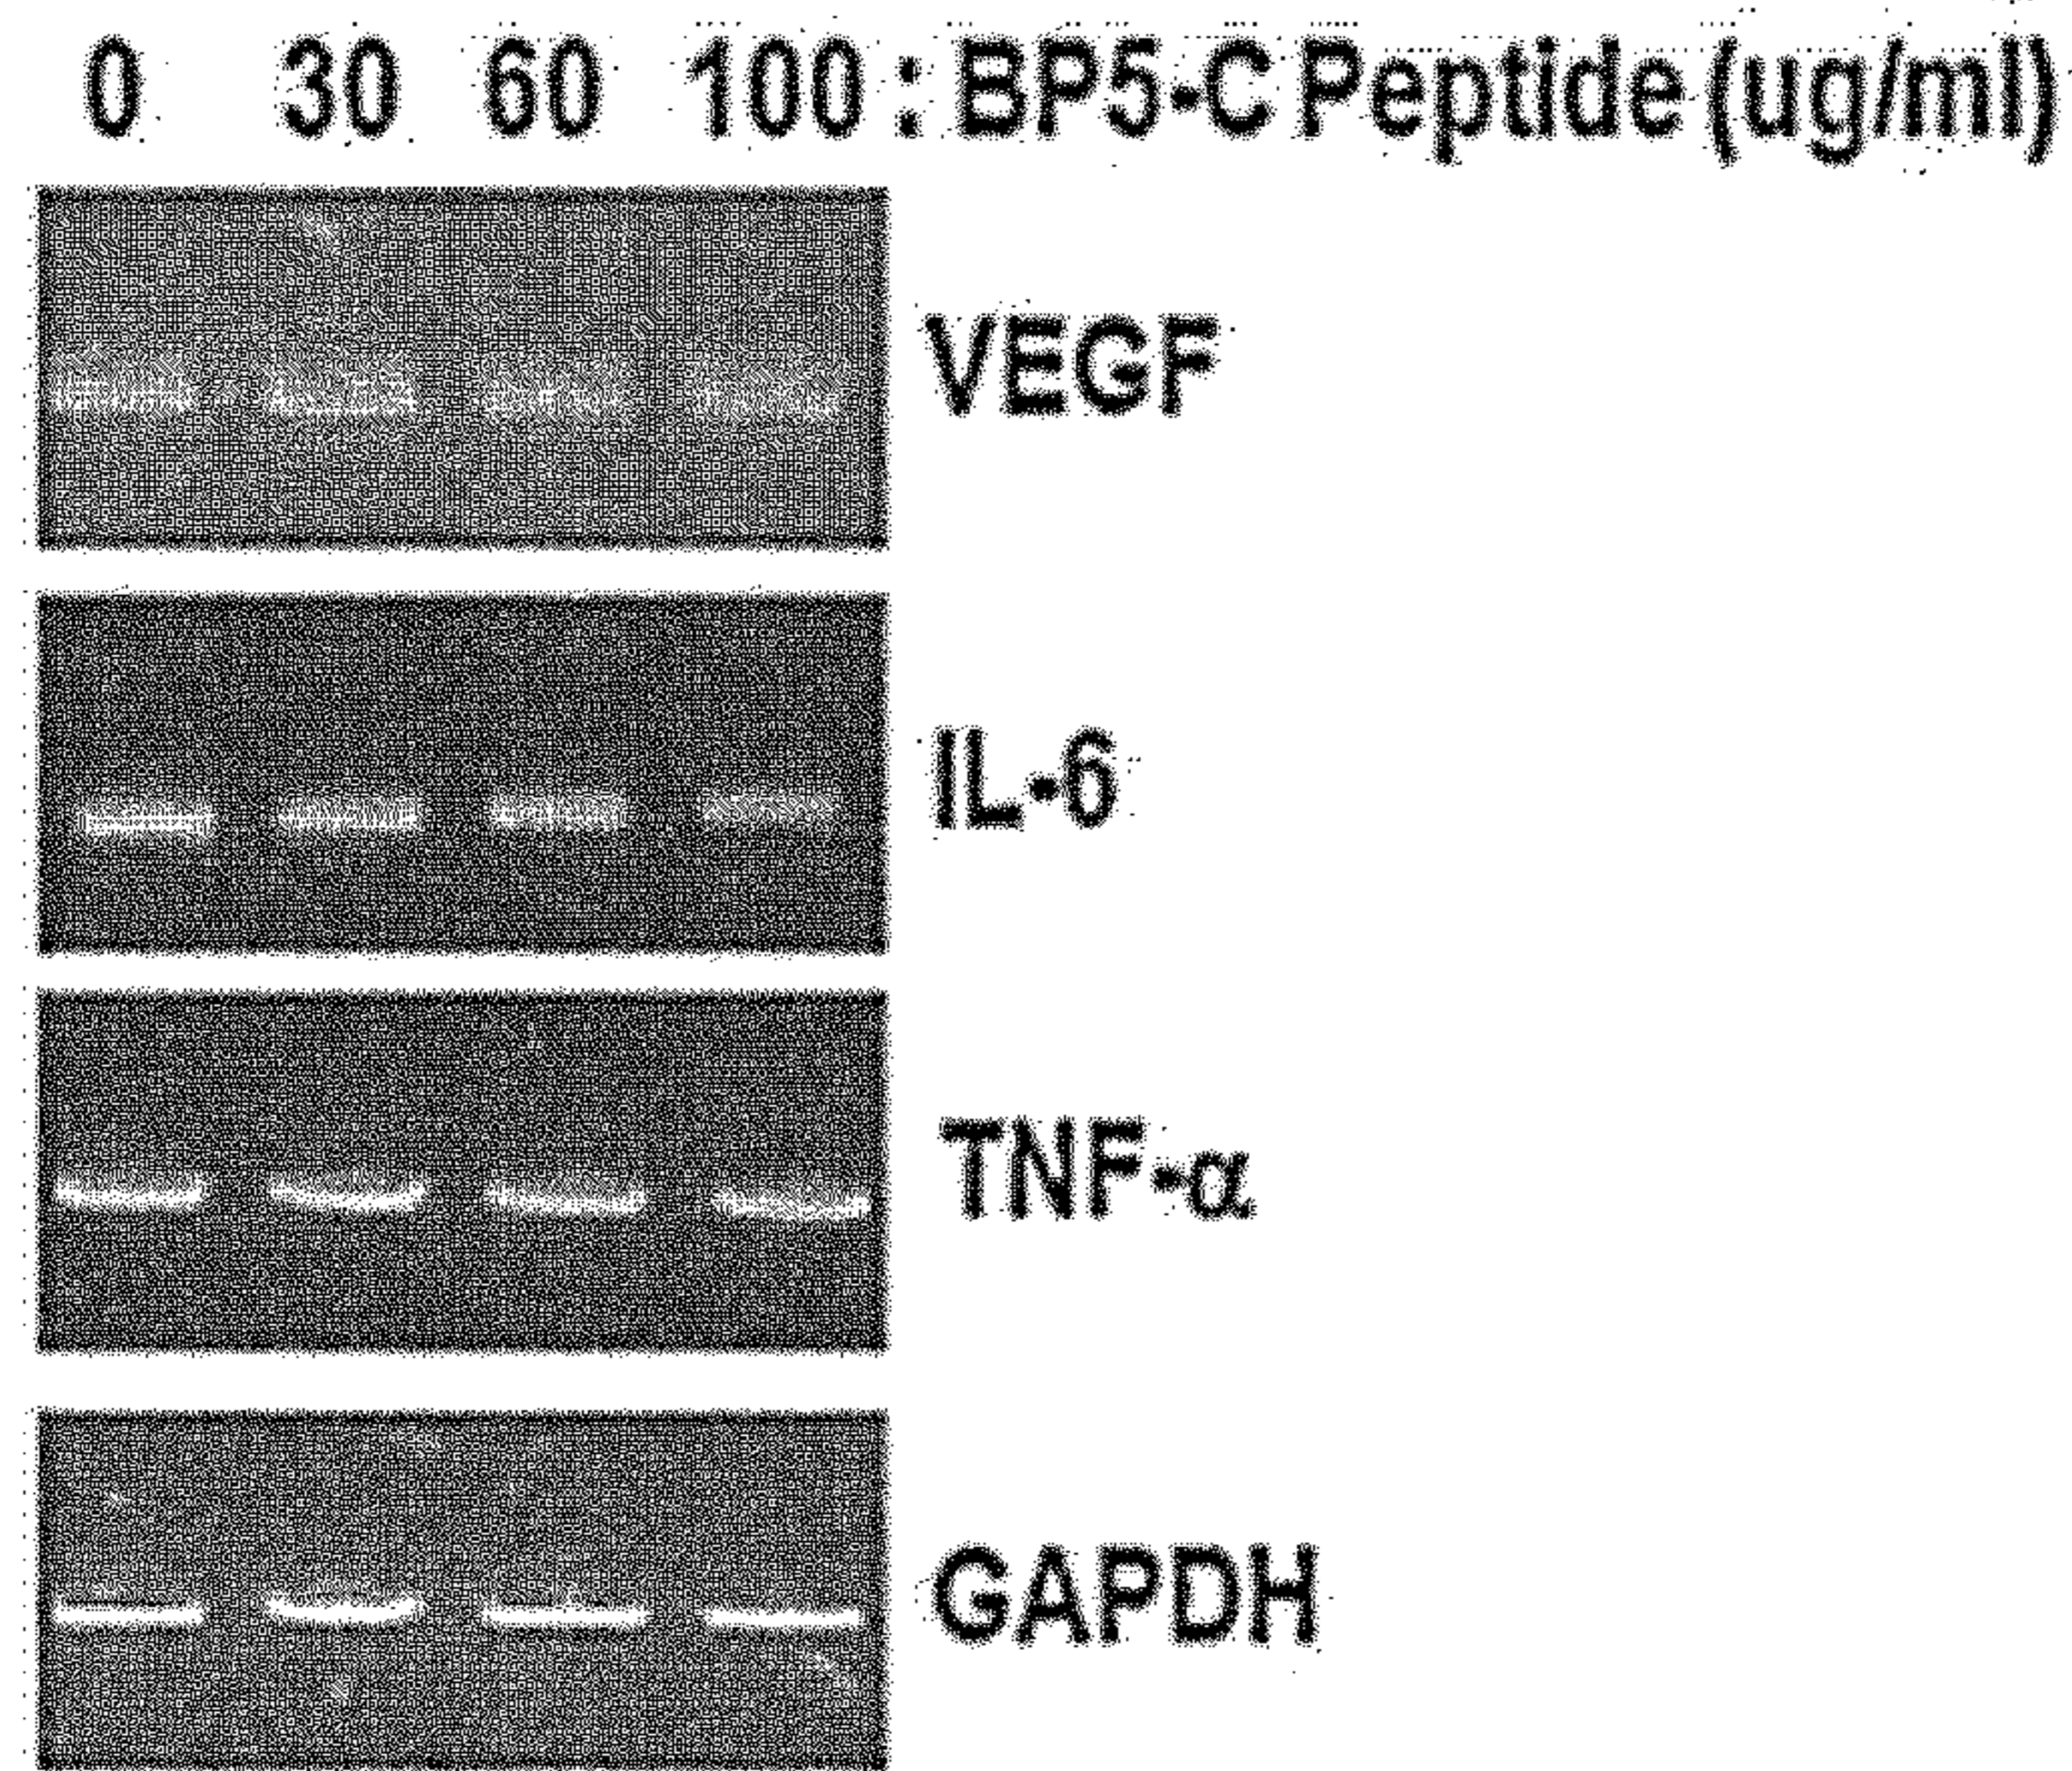 0 30 60 100 : BP5-C Peptide (ug/ml)
VEGF
IL-6
TNF-α
GAPDH